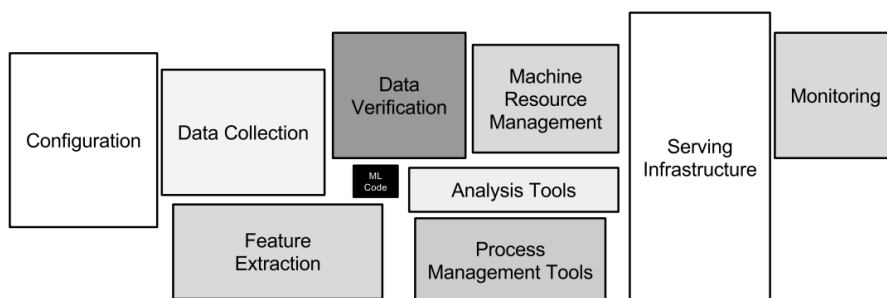 Configuration
Data Collection
Data
Verification
Machine
Resource
Management
Monitoring
Serving
Infrastructure
ML
Code
Analysis Tools
Feature
Extraction
Process
Management Tools